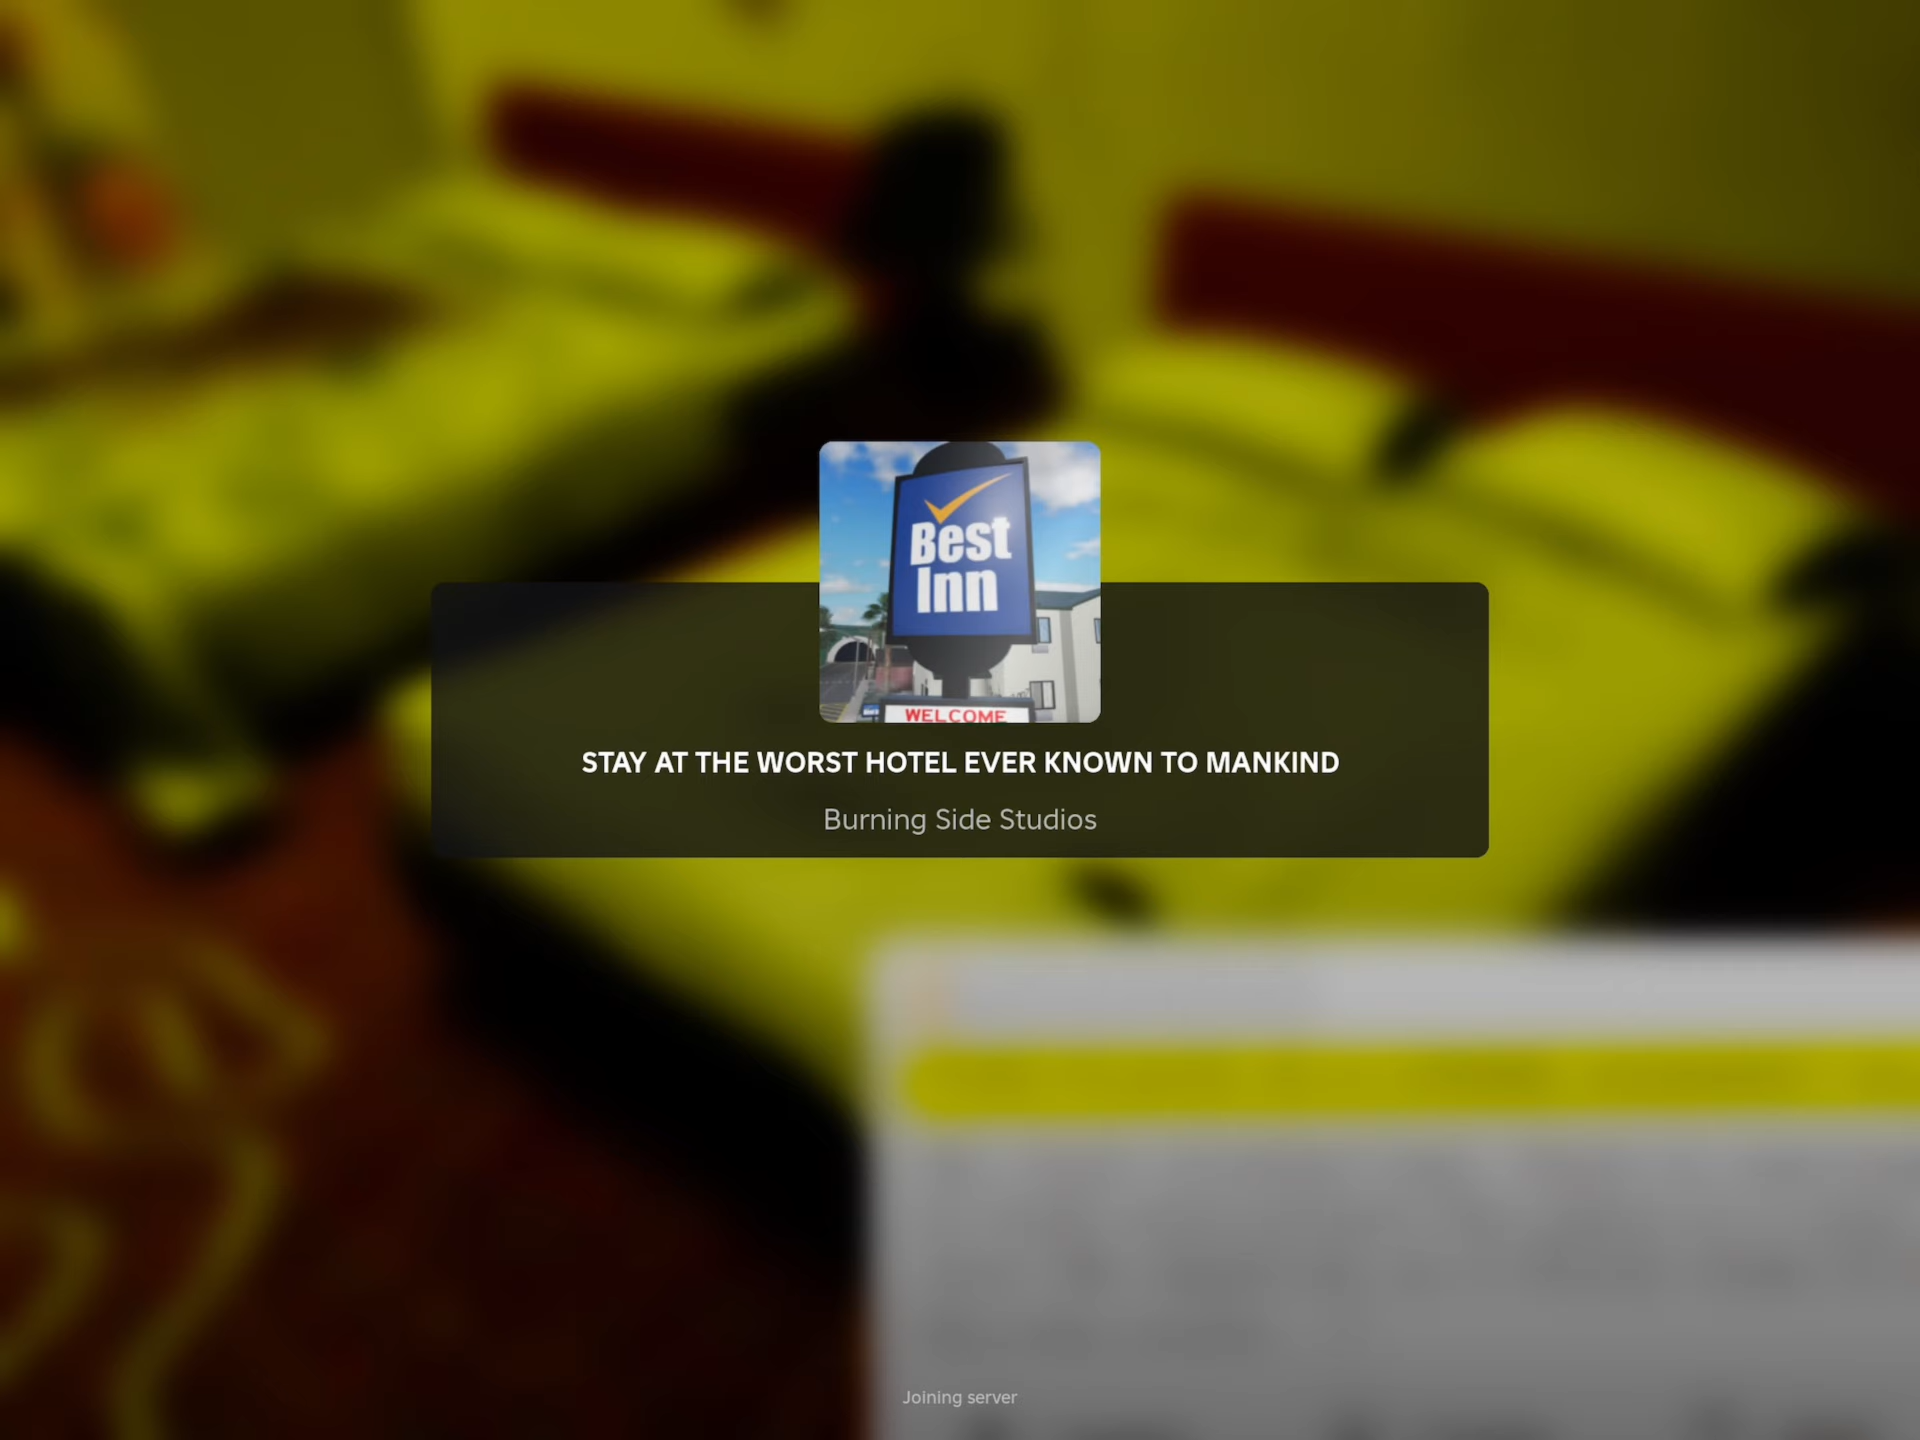 Best
Inn
WELCOME
STAY AT THE WORST HOTEL EVER KNOWN TO MANKIND
Burning Side Studios
Joining server